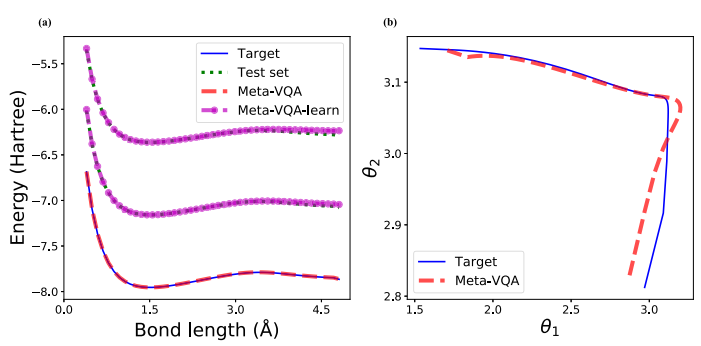 (a)
Energy (Hartree)
−5.5
−6.0
−6.5
−7.0
−7.5
−8.0
0.0 1.5 3.0 4.5
Bond length (Å)
Target
Test set
Meta-VQA
Meta-VQA-learn
(b)
θ2
3.1
3.0
2.9
2.8
1.5 2.0 2.5 3.0
θ1
Target
Meta-VQA